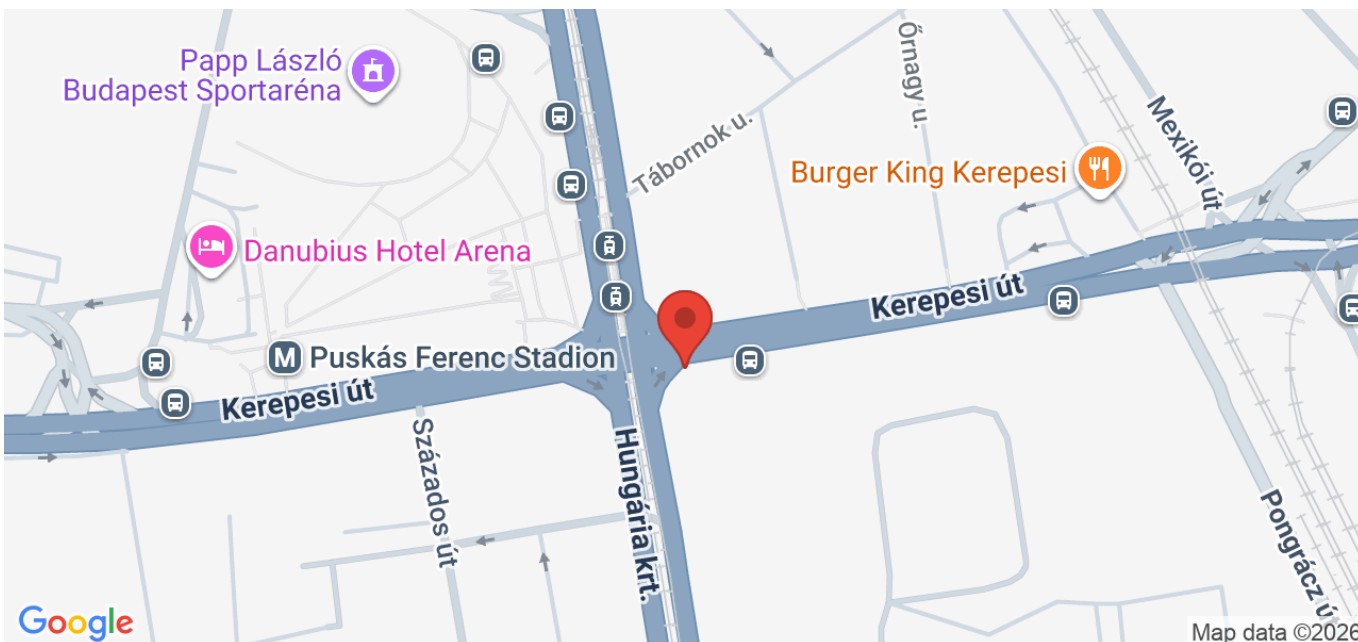 Papp László
Budapest Sportaréna
Őrnagy u.
Tábornok u.
Mexikói út
Burger King Kerepesi
Danubius Hotel Arena
Kerepesi út
M Puskás Ferenc Stadion
Kerepesi út
Százados út
Hungária krt.
Pongrácz ú
Google
Map data ©2026